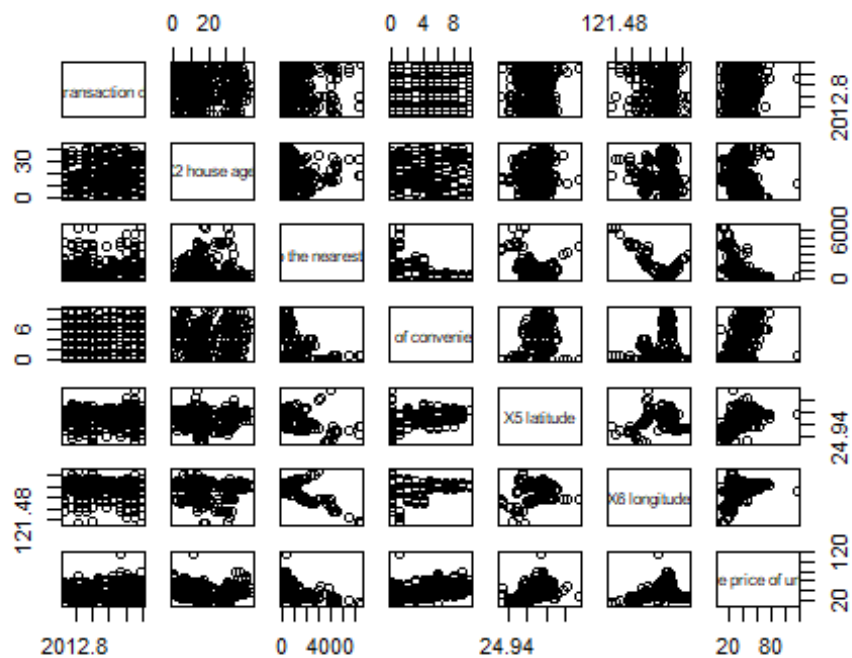 0 20 0 2 4 8 121.48
ransaction d
2012.8
30
0
X2 house age
o the nearest
6000
0
6
0
of convenie
X5 latitude
24.94
121.48
X6 longitude
e price of un
120
20
2012.8 0 4000 24.94 20 80